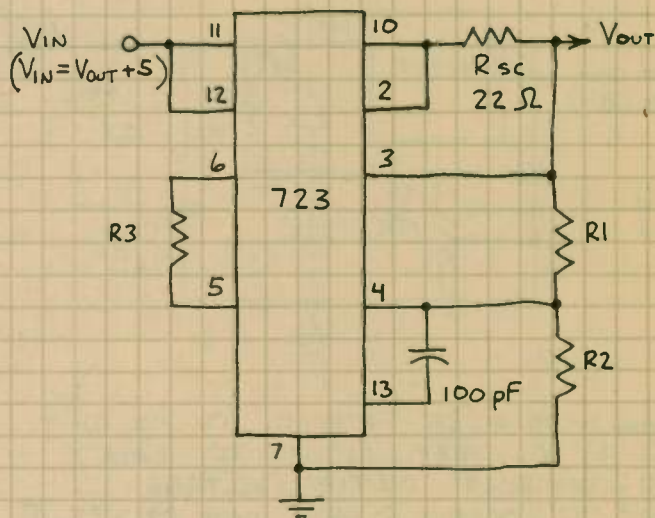 VIN
(VIN=VOUT+5)
11
12
6
R3
5
723
10
2
3
4
13
7
RSC
22 Ω
VOUT
R1
R2
100 pF